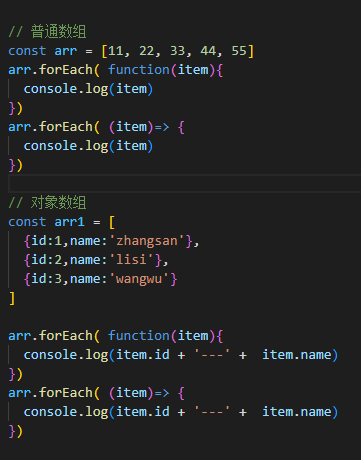 // 普通数组
const arr = [11, 22, 33, 44, 55]
arr.forEach( function(item){
  console.log(item)
})
arr.forEach( (item)=> {
  console.log(item)
})
// 对象数组
const arr1 = [
  {id:1,name:'zhangsan'},
  {id:2,name:'lisi'},
  {id:3,name:'wangwu'}
]
arr.forEach( function(item){
  console.log(item.id + '---' +  item.name)
})
arr.forEach( (item)=> {
  console.log(item.id + '---' +  item.name)
})